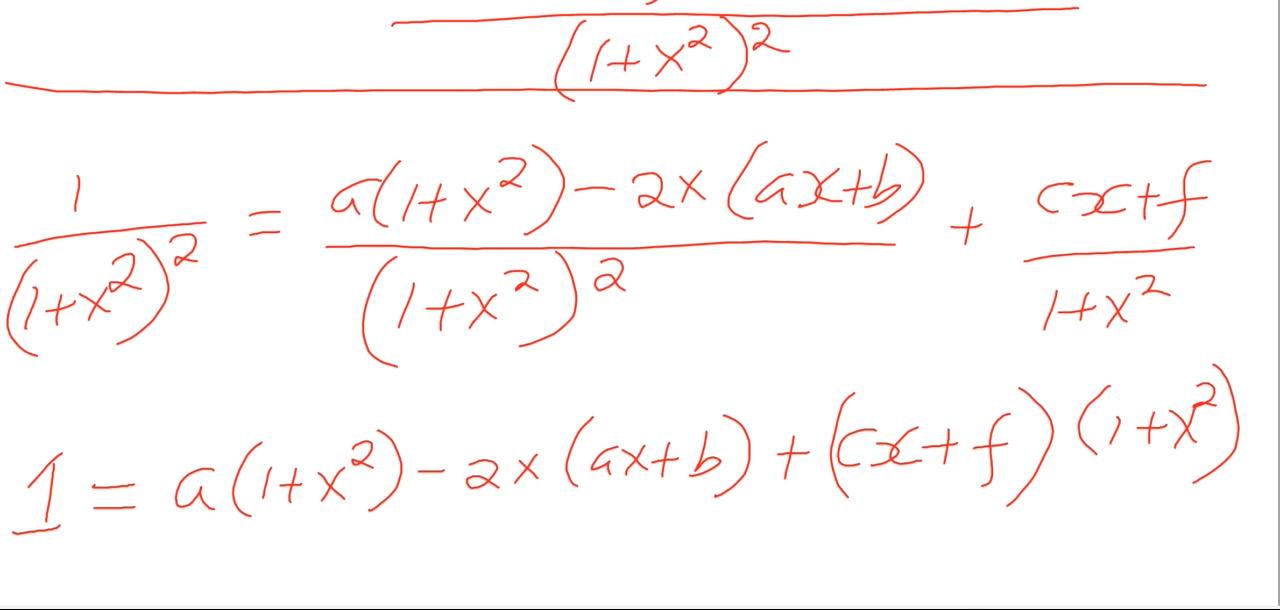 (1+x²)²
1/(1+x²)² = (a(1+x²)-2x(ax+b))/(1+x²)² + (cx+f)/(1+x²)
1 = a(1+x²)-2x(ax+b)+(cx+f)(1+x²)